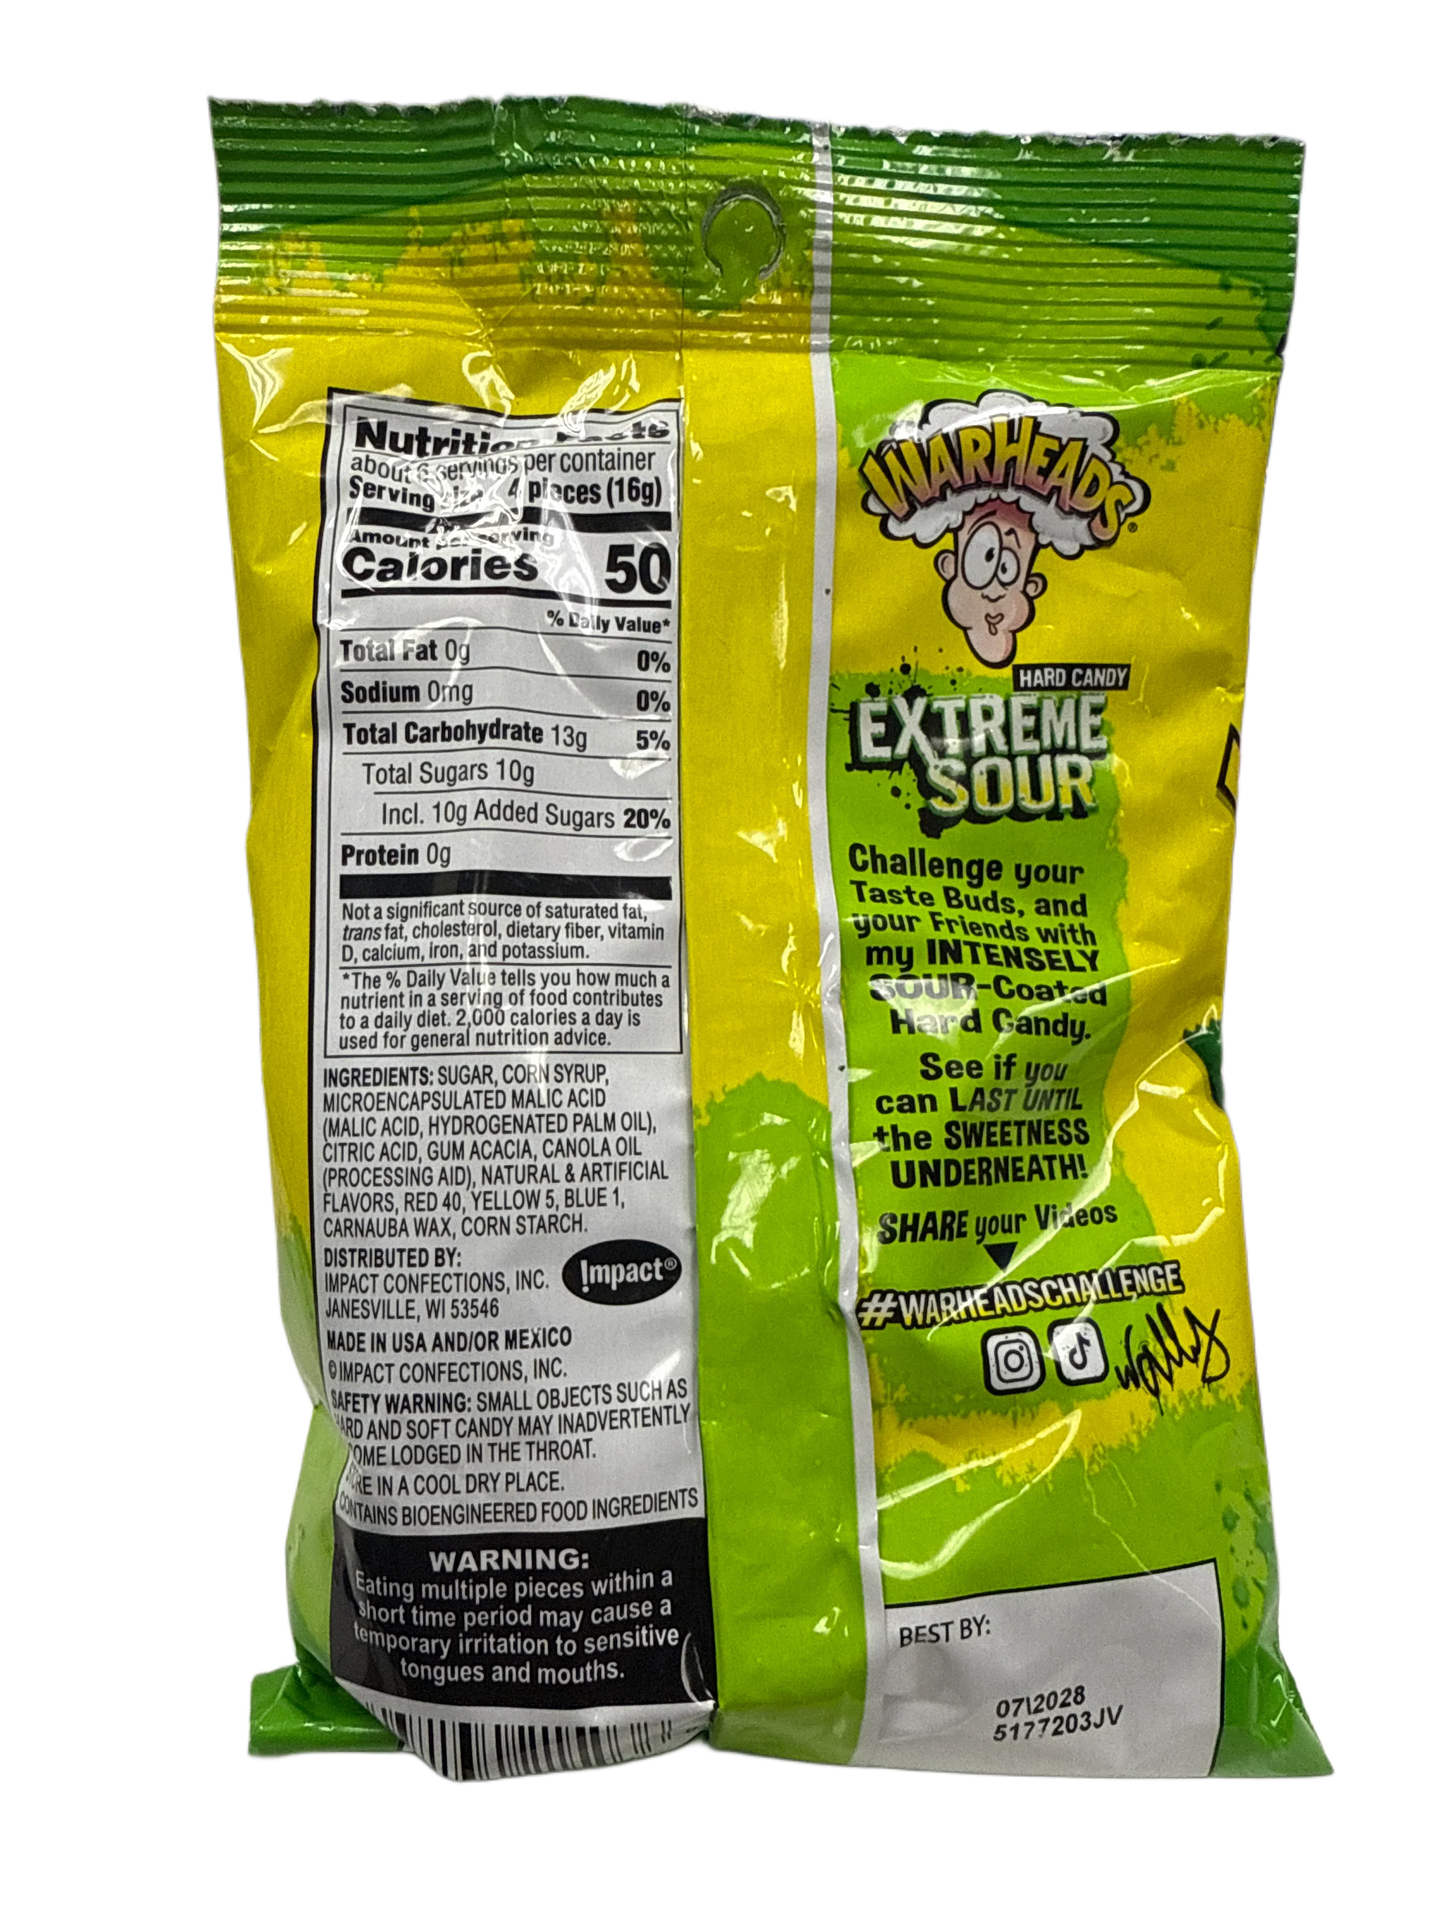 Nutrition Facts
about 6 servings per container
Serving size 4 pieces (16g)
Amount per serving
Calories 50
% Daily Value*
Total Fat 0g 0%
Sodium 0mg 0%
Total Carbohydrate 13g 5%
Total Sugars 10g
Incl. 10g Added Sugars 20%
Protein 0g
Not a significant source of saturated fat,
trans fat, cholesterol, dietary fiber, vitamin
D, calcium, iron, and potassium.
*The % Daily Value tells you how much a
nutrient in a serving of food contributes
to a daily diet. 2,000 calories a day is
used for general nutrition advice.
INGREDIENTS: SUGAR, CORN SYRUP,
MICROENCAPSULATED MALIC ACID
(MALIC ACID, HYDROGENATED PALM OIL),
CITRIC ACID, GUM ACACIA, CANOLA OIL
(PROCESSING AID), NATURAL & ARTIFICIAL
FLAVORS, RED 40, YELLOW 5, BLUE 1,
CARNAUBA WAX, CORN STARCH.
DISTRIBUTED BY:
IMPACT CONFECTIONS, INC.
JANESVILLE, WI 53546
!mpact®
MADE IN USA AND/OR MEXICO
© IMPACT CONFECTIONS, INC.
SAFETY WARNING: SMALL OBJECTS SUCH AS
ARD AND SOFT CANDY MAY INADVERTENTLY
OME LODGED IN THE THROAT.
RE IN A COOL DRY PLACE.
ONTAINS BIOENGINEERED FOOD INGREDIENTS
WARNING:
Eating multiple pieces within a
short time period may cause a
temporary irritation to sensitive
tongues and mouths.
WARHEADS®
HARD CANDY
EXTREME
SOUR
Challenge your
Taste Buds, and
your Friends with
my INTENSELY
SOUR-Coated
Hard Candy.
See if you
can LAST UNTIL
the SWEETNESS
UNDERNEATH!
SHARE your Videos
#WARHEADSCHALLENGE
Wally
BEST BY:
07\2028
5177203JV